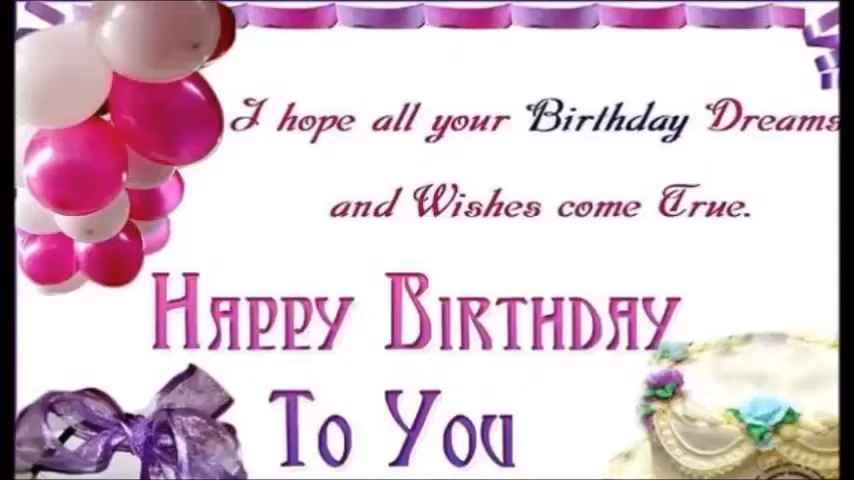 I hope all your Birthday Dreams
and Wishes come True.
Happy Birthday
To You